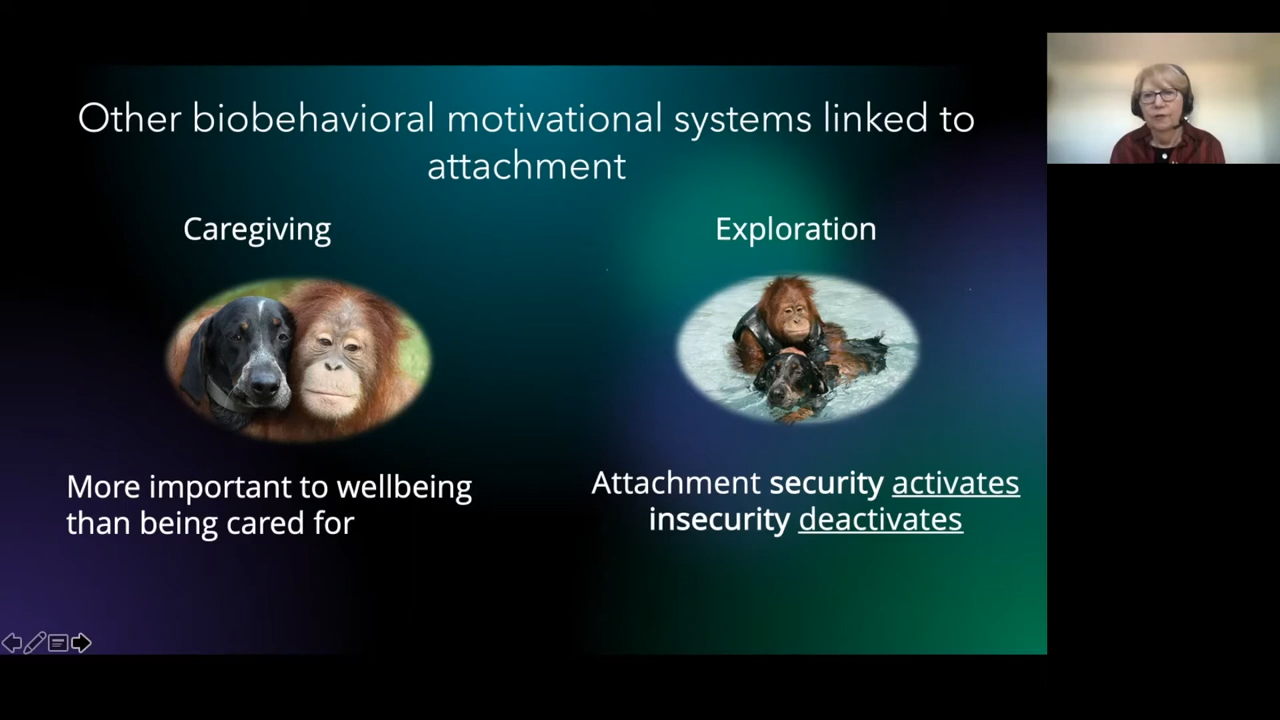 Other biobehavioral motivational systems linked to
attachment
Caregiving
Exploration
More important to wellbeing
than being cared for
Attachment security activates
insecurity deactivates